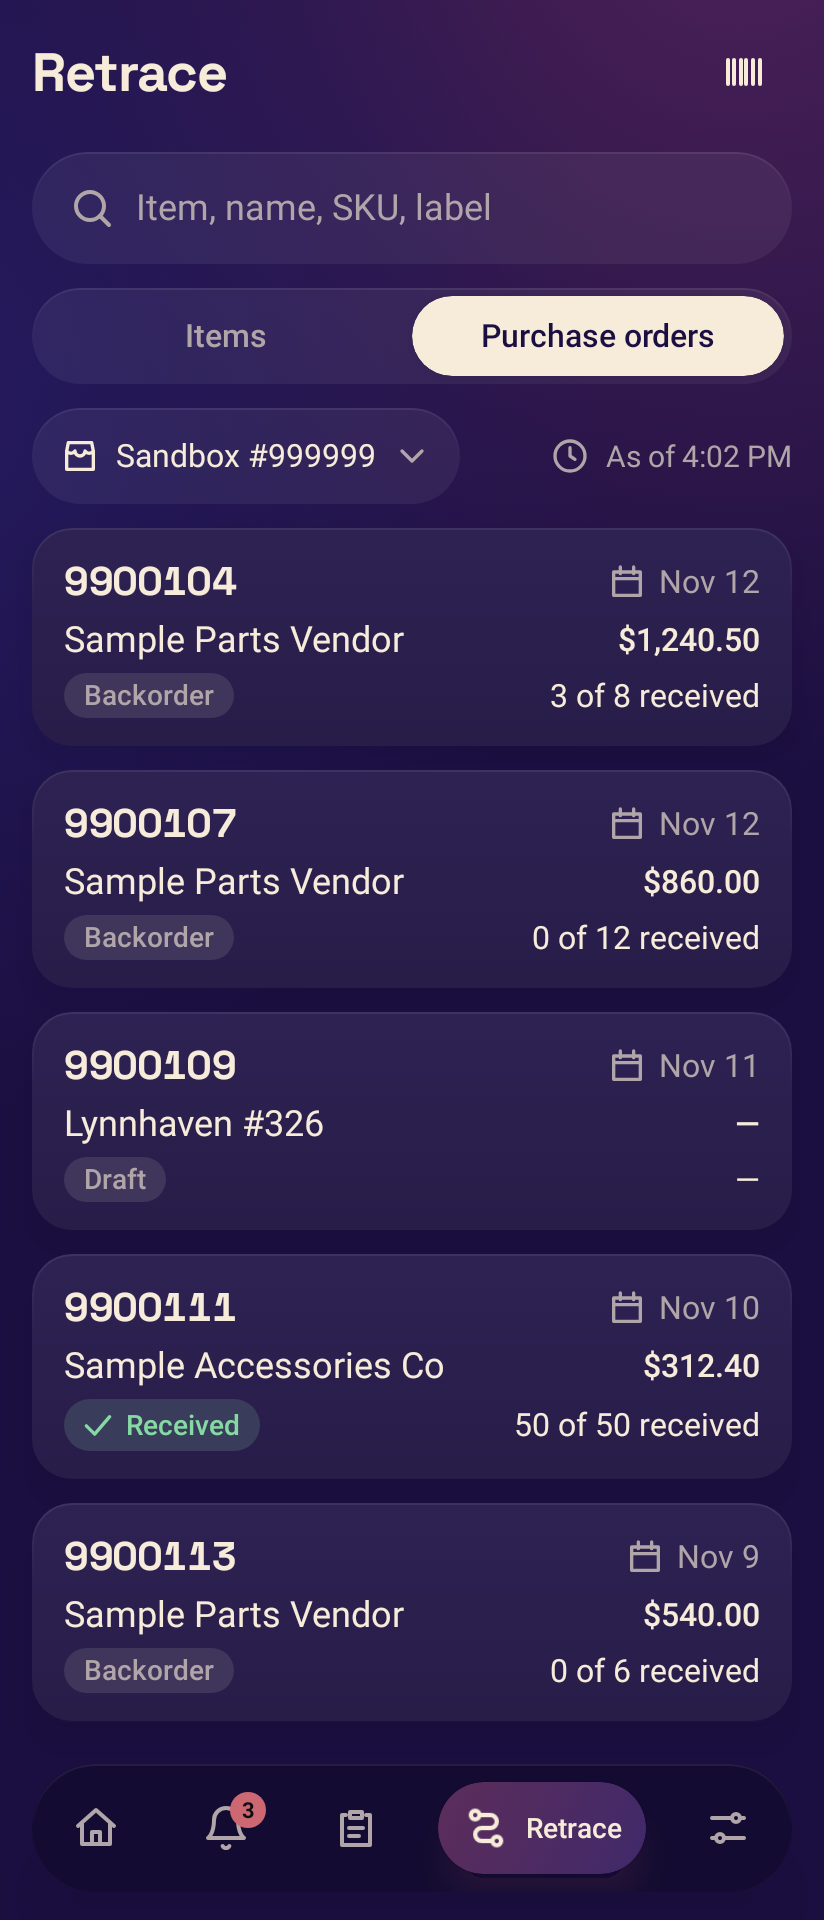 Retrace
Item, name, SKU, label
Items
Purchase orders
Sandbox #999999
As of 4:02 PM
9900104
Nov 12
Sample Parts Vendor
$1,240.50
Backorder
3 of 8 received
9900107
Nov 12
Sample Parts Vendor
$860.00
Backorder
0 of 12 received
9900109
Nov 11
Lynnhaven #326
–
Draft
–
9900111
Nov 10
Sample Accessories Co
$312.40
Received
50 of 50 received
9900113
Nov 9
Sample Parts Vendor
$540.00
Backorder
0 of 6 received
3
Retrace